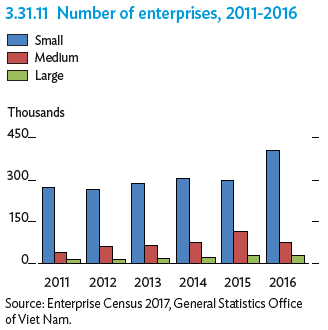 3.31.11 Number of enterprises, 2011-2016
Small
Medium
Large
Thousands
450
300
150
0
2011 2012 2013 2014 2015 2016
Source: Enterprise Census 2017, General Statistics Office
of Viet Nam.